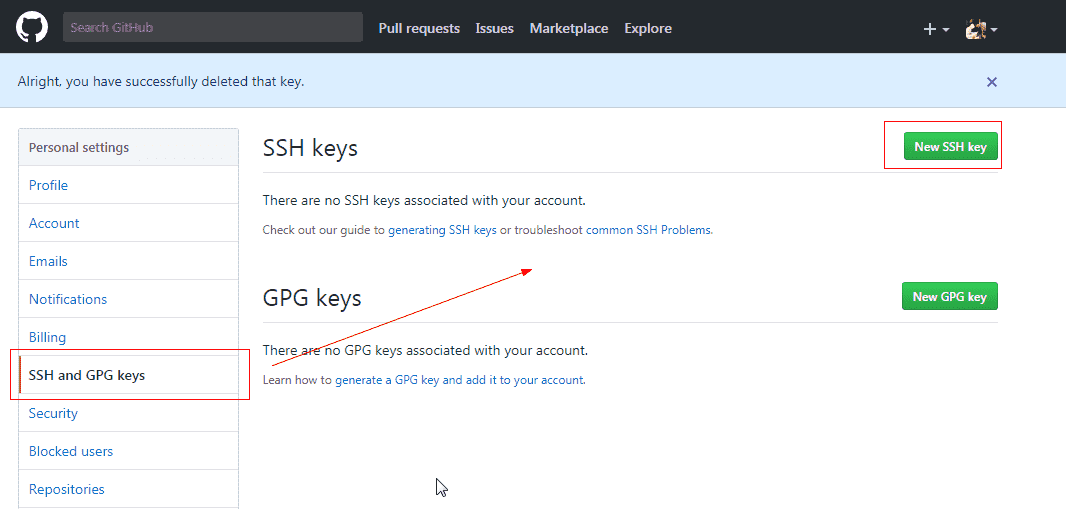 Search GitHub Pull requests Issues Marketplace Explore
Alright, you have successfully deleted that key.
Personal settings
Profile
Account
Emails
Notifications
Billing
SSH and GPG keys
Security
Blocked users
Repositories
SSH keys
New SSH key
There are no SSH keys associated with your account.
Check out our guide to generating SSH keys or troubleshoot common SSH Problems.
GPG keys
New GPG key
There are no GPG keys associated with your account.
Learn how to generate a GPG key and add it to your account.